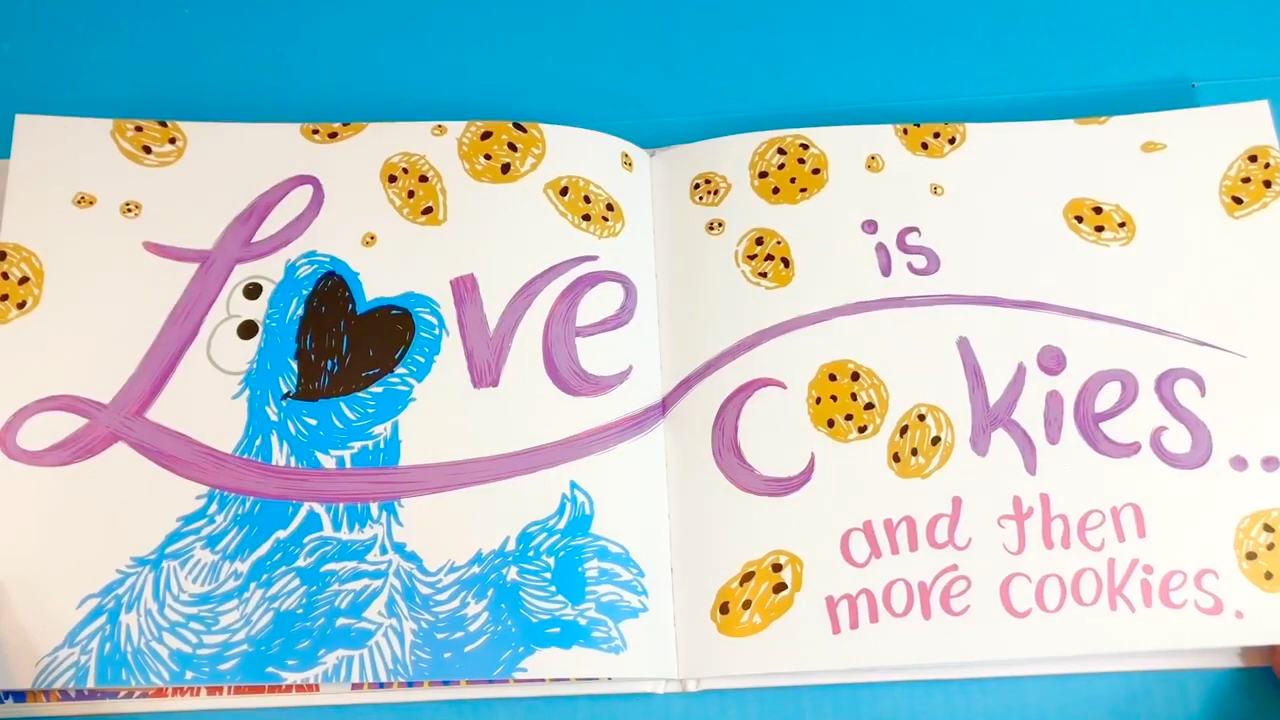 Love
is
Cookies...
and then
more cookies.